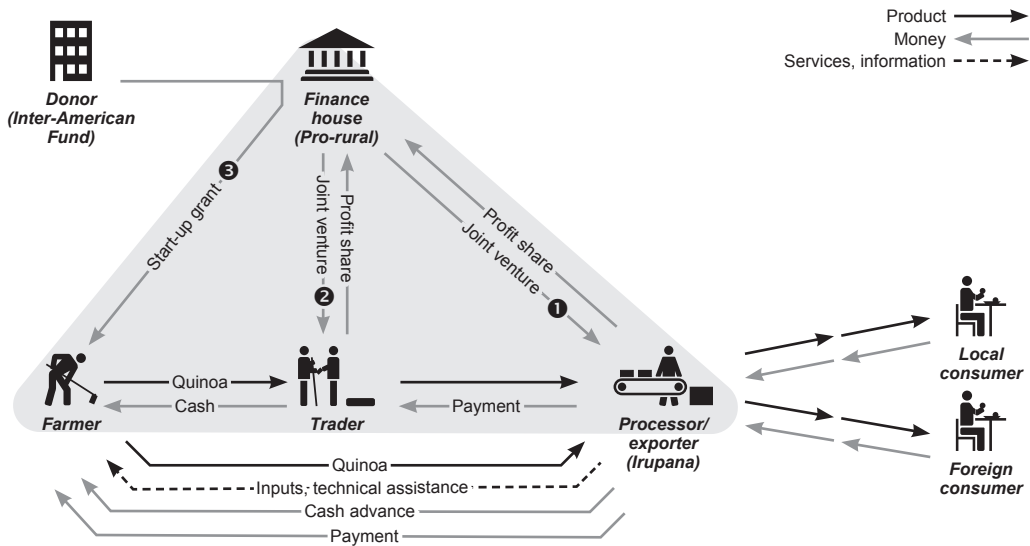 Product
Money
Services, information
Donor
(Inter-American
Fund)
Finance
house
(Pro-rural)
3
Start-up grant
Joint venture
2
Profit share
Profit share
Joint venture
1
Quinoa
Cash
Payment
Farmer
Trader
Processor/
exporter
(Irupana)
Local
consumer
Foreign
consumer
Quinoa
Inputs, technical assistance
Cash advance
Payment